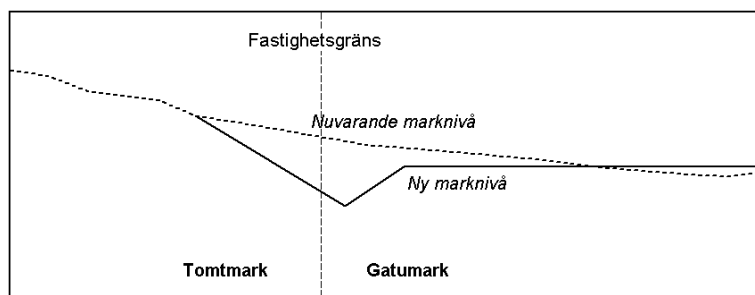 Fastighetsgräns
Nuvarande marknivå
Ny marknivå
Tomtmark Gatumark